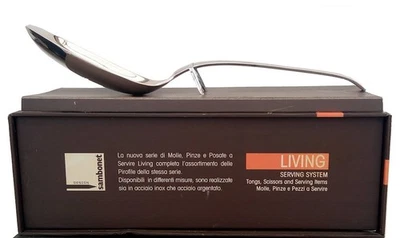 sambonet
DESIGN
La nuova serie di Molle, Pinze e Posate a
Servire Living completa l'assortimento delle
Pirofile della stessa serie.
Disponibili in differenti misure, sono realizzate
sia in acciaio inox che acciaio argentato.
LIVING
SERVING SYSTEM
Tongs, Scissors and Serving Items
Molle, Pinze e Pezzi a Servire